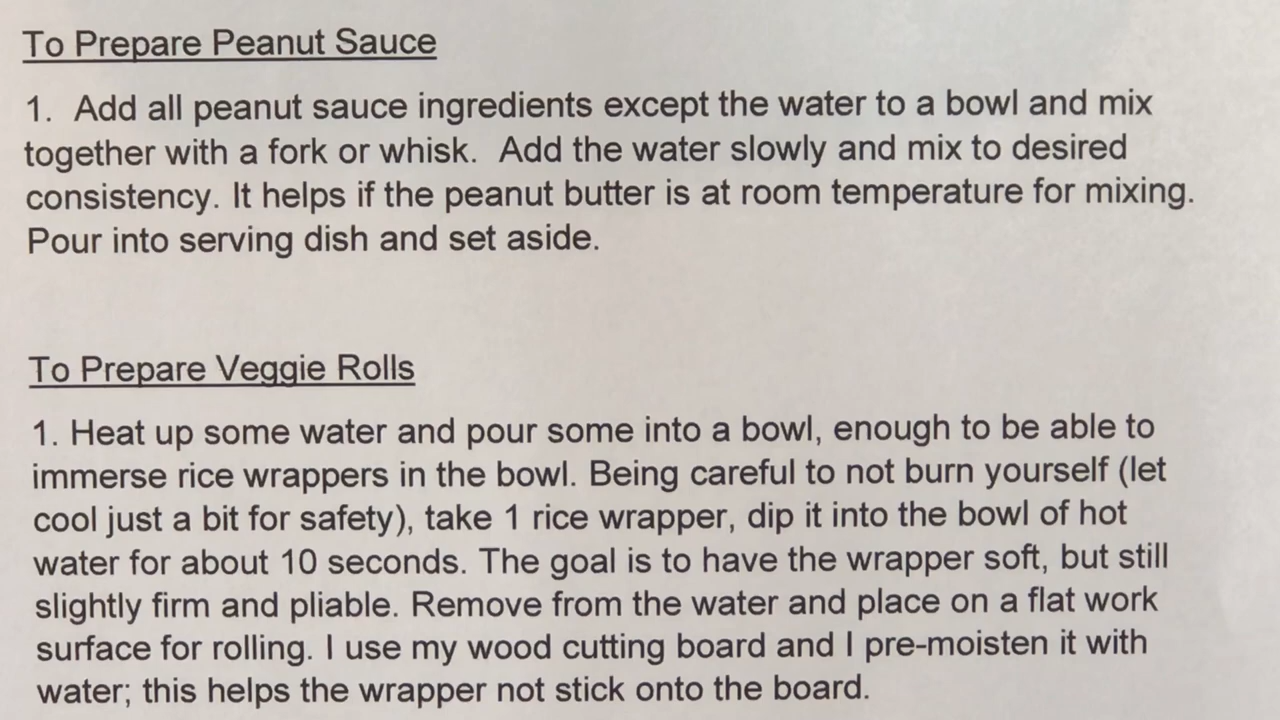 To Prepare Peanut Sauce
1.  Add all peanut sauce ingredients except the water to a bowl and mix
together with a fork or whisk.  Add the water slowly and mix to desired
consistency. It helps if the peanut butter is at room temperature for mixing.
Pour into serving dish and set aside.
To Prepare Veggie Rolls
1. Heat up some water and pour some into a bowl, enough to be able to
immerse rice wrappers in the bowl. Being careful to not burn yourself (let
cool just a bit for safety), take 1 rice wrapper, dip it into the bowl of hot
water for about 10 seconds. The goal is to have the wrapper soft, but still
slightly firm and pliable. Remove from the water and place on a flat work
surface for rolling. I use my wood cutting board and I pre-moisten it with
water; this helps the wrapper not stick onto the board.